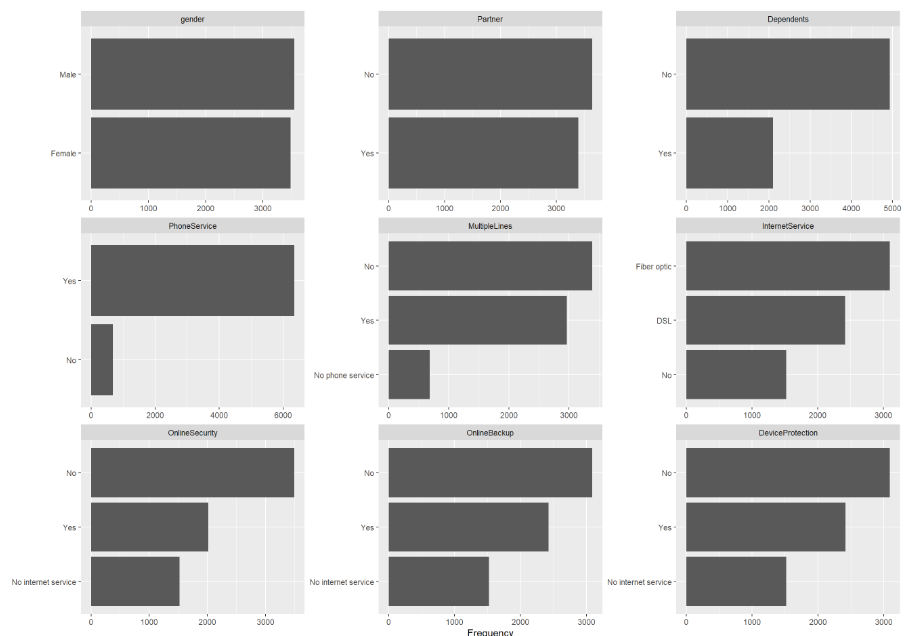 gender
Male
Female
0 1000 2000 3000
Partner
No
Yes
0 1000 2000 3000
Dependents
No
Yes
0 1000 2000 3000 4000 5000
PhoneService
Yes
No
0 2000 4000 6000
MultipleLines
No
Yes
No phone service
0 1000 2000 3000
InternetService
Fiber optic
DSL
No
0 1000 2000 3000
OnlineSecurity
No
Yes
No internet service
0 1000 2000 3000
OnlineBackup
No
Yes
No internet service
0 1000 2000 3000
DeviceProtection
No
Yes
No internet service
0 1000 2000 3000
Frequency